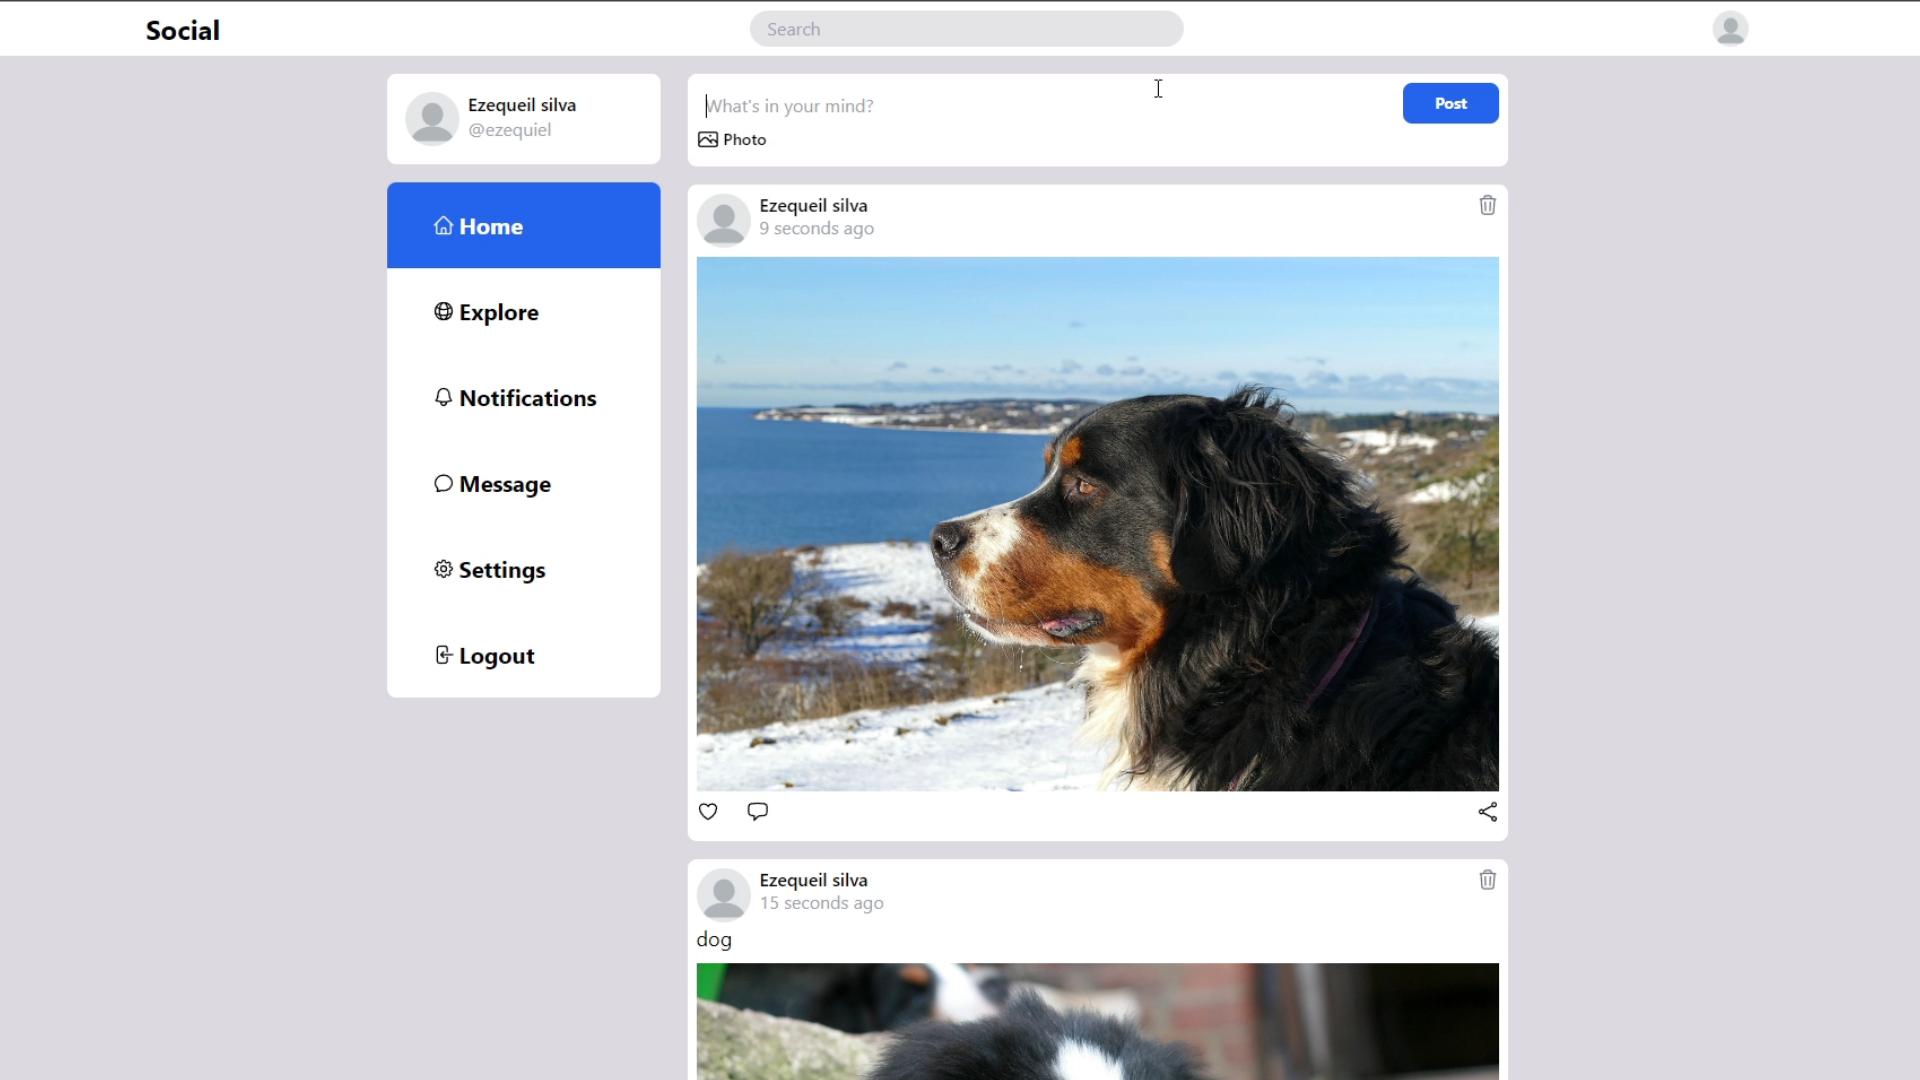 Social
Search
Ezequeil silva
@ezequiel
Home
Explore
Notifications
Message
Settings
Logout
What's in your mind?
Post
Photo
Ezequeil silva
9 seconds ago
Ezequeil silva
15 seconds ago
dog